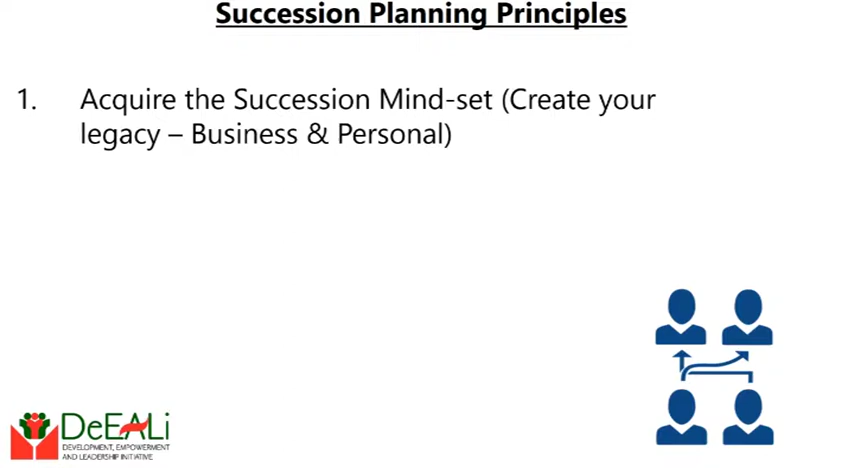 Succession Planning Principles
1. Acquire the Succession Mind-set (Create your
legacy – Business & Personal)
DeEALi
DEVELOPMENT, EMPOWERMENT
AND LEADERSHIP INITIATIVE